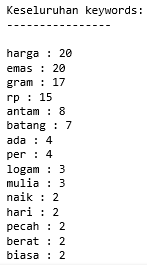 Keseluruhan keywords:
----------------
harga : 20
emas : 20
gram : 17
rp : 15
antam : 8
batang : 7
ada : 4
per : 4
logam : 3
mulia : 3
naik : 2
hari : 2
pecah : 2
berat : 2
biasa : 2